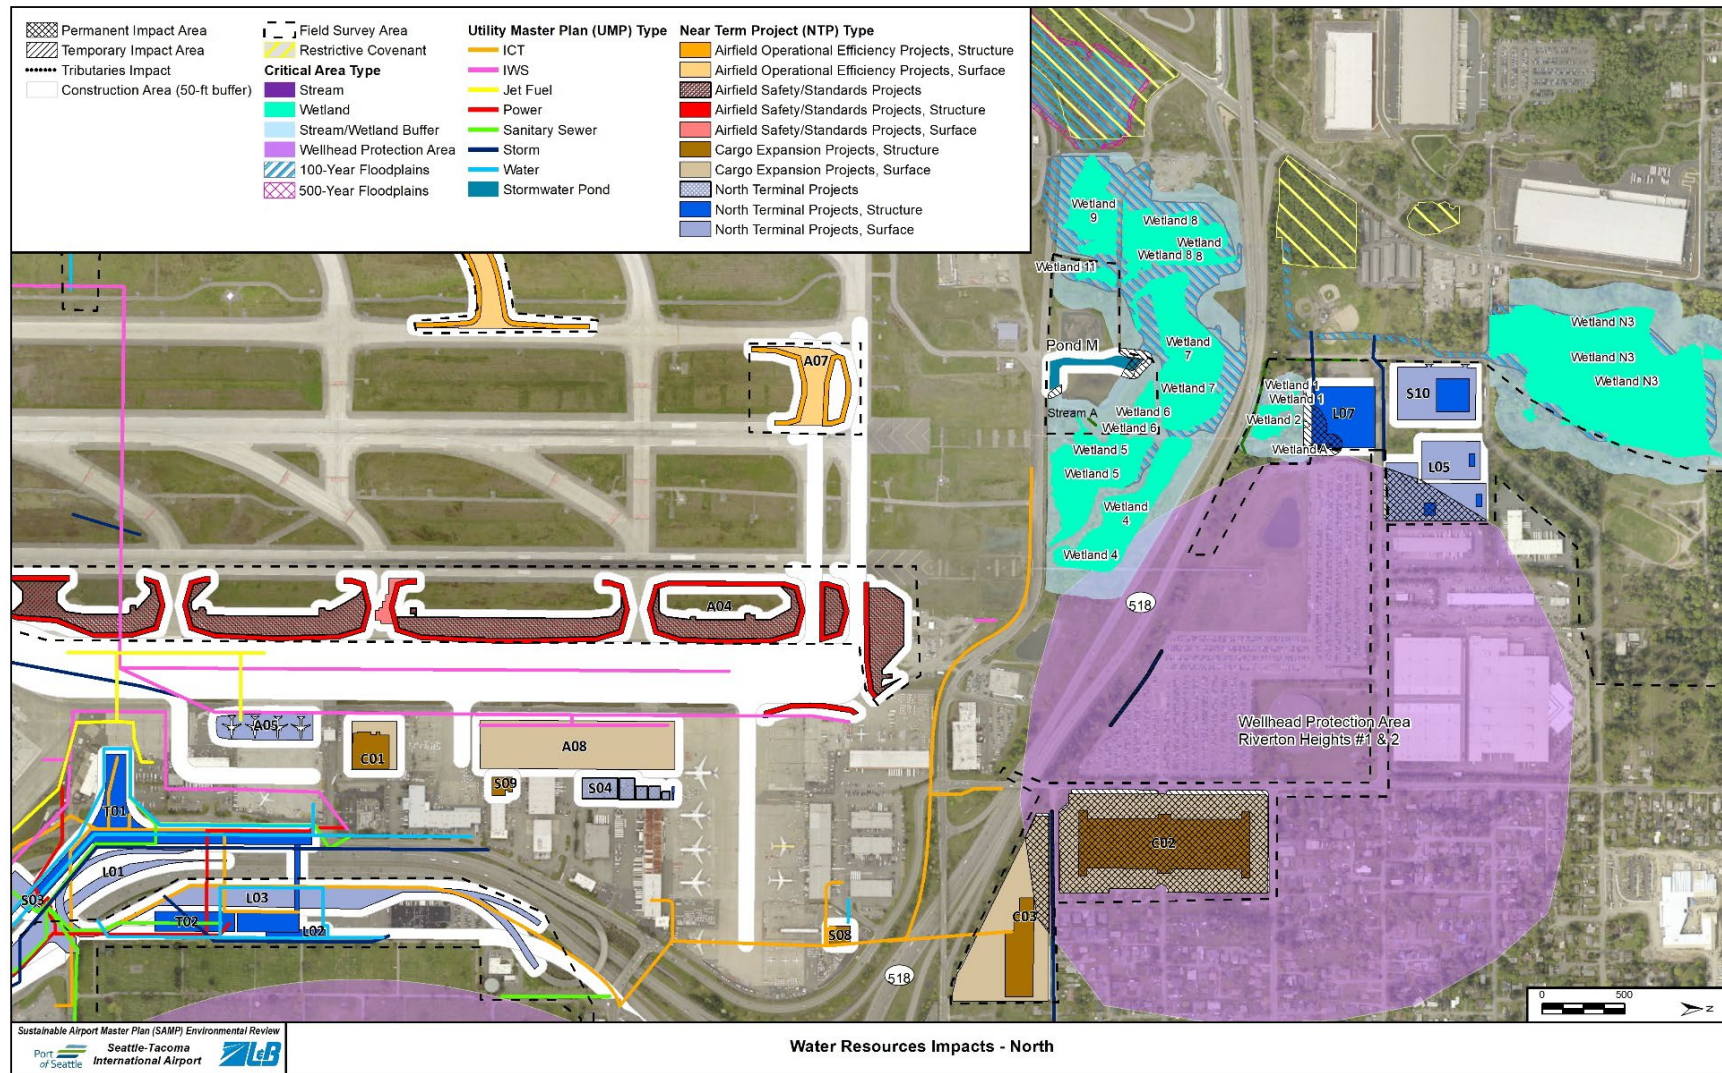 Permanent Impact Area
Temporary Impact Area
Tributaries Impact
Construction Area (50-ft buffer)
Field Survey Area
Restrictive Covenant
Critical Area Type
Stream
Wetland
Stream/Wetland Buffer
Wellhead Protection Area
100-Year Floodplains
500-Year Floodplains
Utility Master Plan (UMP) Type
ICT
IWS
Jet Fuel
Power
Sanitary Sewer
Storm
Water
Stormwater Pond
Near Term Project (NTP) Type
Airfield Operational Efficiency Projects, Structure
Airfield Operational Efficiency Projects, Surface
Airfield Safety/Standards Projects
Airfield Safety/Standards Projects, Structure
Airfield Safety/Standards Projects, Surface
Cargo Expansion Projects, Structure
Cargo Expansion Projects, Surface
North Terminal Projects
North Terminal Projects, Structure
North Terminal Projects, Surface
Wetland
9
Wetland 8
Wetland
8
Wetland 8
Wetland 11
Wetland N3
Wetland N3
Wetland N3
A07
Pond M
Wetland
7
Wetland 7
Wetland 1
Wetland 1
L07
S10
Stream A
Wetland 6
Wetland 6
Wetland 2
Wetland A
Wetland 5
Wetland 5
L05
Wetland
4
Wetland 4
A04
518
A05
C01
A08
Wellhead Protection Area
Riverton Heights #1 & 2
S09
S04
T01
C02
L01
S03
L03
T02
L02
S08
C03
518
0
500
N
Sustainable Airport Master Plan (SAMP) Environmental Review
Port
of Seattle
Seattle-Tacoma
International Airport
L&B
Water Resources Impacts - North